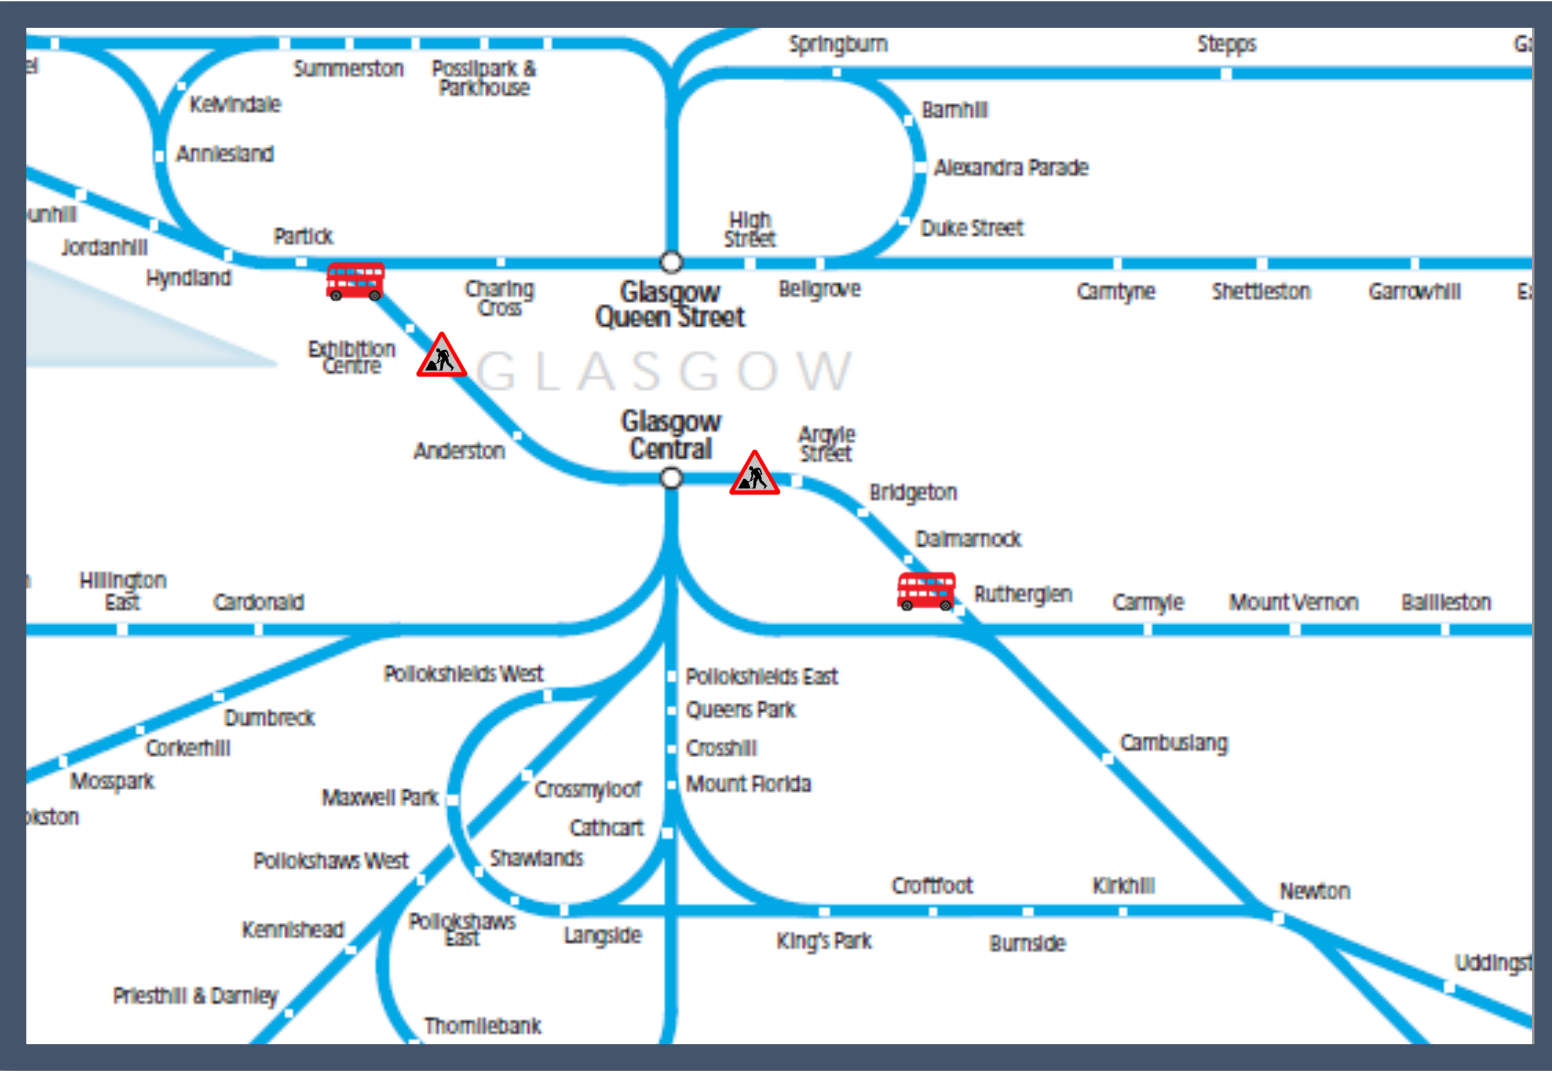 Springburn
Stepps
Summerston
Possilpark &
Parkhouse
Kelvindale
Barnhill
Anniesland
Alexandra Parade
High
Street
Duke Street
Jordanhill
Partick
Hyndland
Charing
Cross
Glasgow
Queen Street
Bellgrove
Carntyne
Shettleston
Garrowhill
Exhibition
Centre
GLASGOW
Glasgow
Central
Argyle
Street
Anderston
Bridgeton
Dalmarnock
Hillington
East
Cardonald
Rutherglen
Carmyle
Mount Vernon
Baillieston
Pollokshields West
Pollokshields East
Queens Park
Dumbreck
Corkerhill
Crosshill
Cambuslang
Mosspark
Maxwell Park
Crossmyloof
Mount Florida
Cathcart
Pollokshaws West
Shawlands
Croftfoot
Kirkhill
Newton
Kennishead
Pollokshaws
East
Langside
King's Park
Burnside
Uddingst
Priesthill & Darnley
Thornliebank